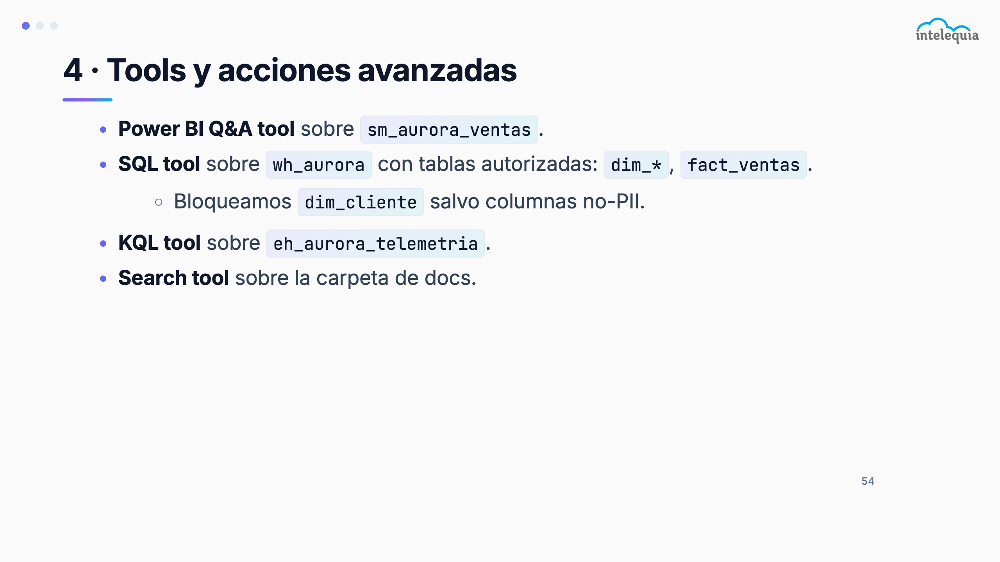 intelequia
4 · Tools y acciones avanzadas
Power BI Q&A tool sobre sm_aurora_ventas.
SQL tool sobre wh_aurora con tablas autorizadas: dim_*, fact_ventas.
Bloqueamos dim_cliente salvo columnas no-PII.
KQL tool sobre eh_aurora_telemetria.
Search tool sobre la carpeta de docs.
54